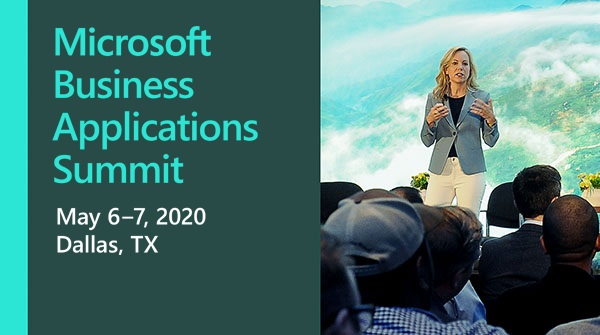 Microsoft
Business
Applications
Summit
May 6–7, 2020
Dallas, TX